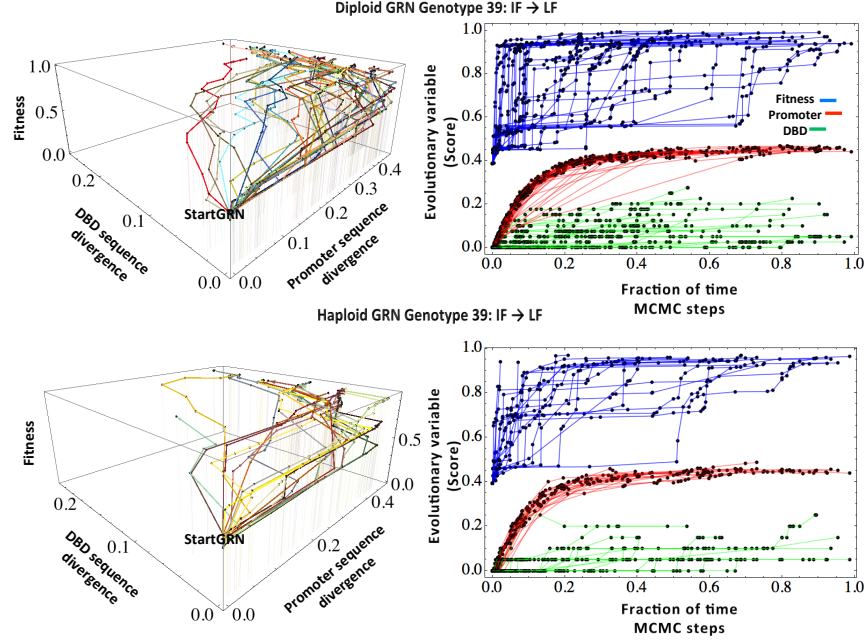 Diploid GRN Genotype 39: IF → LF
1.0
0.5
0.0
Fitness
0.2
0.1
0.0
DBD sequence
divergence
StartGRN
0.0
0.1
0.2
0.3
0.4
Promoter sequence
divergence
Evolutionary variable
(Score)
1.0
0.8
0.6
0.4
0.2
0.0
Fitness
Promoter
DBD
0.0
0.2
0.4
0.6
0.8
1.0
Fraction of time
MCMC steps
Haploid GRN Genotype 39: IF → LF
Fitness
0.5
0.0
0.2
0.1
0.0
DBD sequence
divergence
StartGRN
0.0
0.2
0.4
Promoter sequence
divergence
Evolutionary variable
(Score)
1.0
0.8
0.6
0.4
0.2
0.0
0.0
0.2
0.4
0.6
0.8
1.0
Fraction of time
MCMC steps